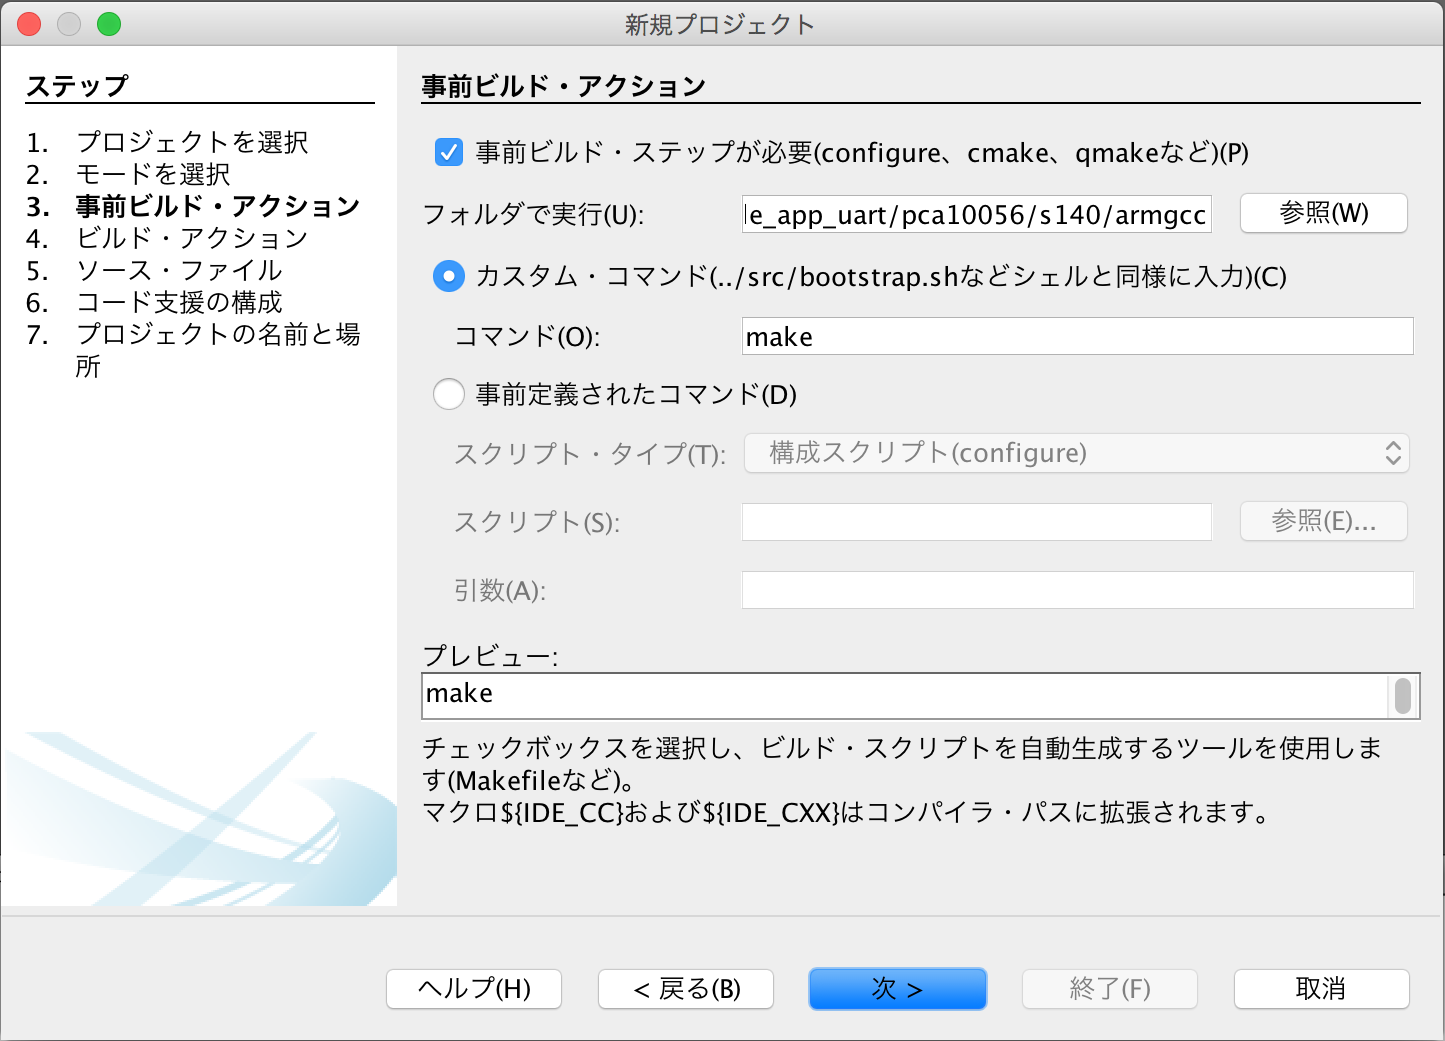 新規プロジェクト
ステップ
1. プロジェクトを選択
2. モードを選択
3. 事前ビルド・アクション
4. ビルド・アクション
5. ソース・ファイル
6. コード支援の構成
7. プロジェクトの名前と場
所
事前ビルド・アクション
事前ビルド・ステップが必要(configure、cmake、qmakeなど)(P)
フォルダで実行(U): e_app_uart/pca10056/s140/armgcc 参照(W)
カスタム・コマンド(../src/bootstrap.shなどシェルと同様に入力)(C)
コマンド(O): make
事前定義されたコマンド(D)
スクリプト・タイプ(T): 構成スクリプト(configure)
スクリプト(S): 参照(E)...
引数(A):
プレビュー:
make
チェックボックスを選択し、ビルド・スクリプトを自動生成するツールを使用しま
す(Makefileなど)。
マクロ${IDE_CC}および${IDE_CXX}はコンパイラ・パスに拡張されます。
ヘルプ(H) < 戻る(B) 次 > 終了(F) 取消